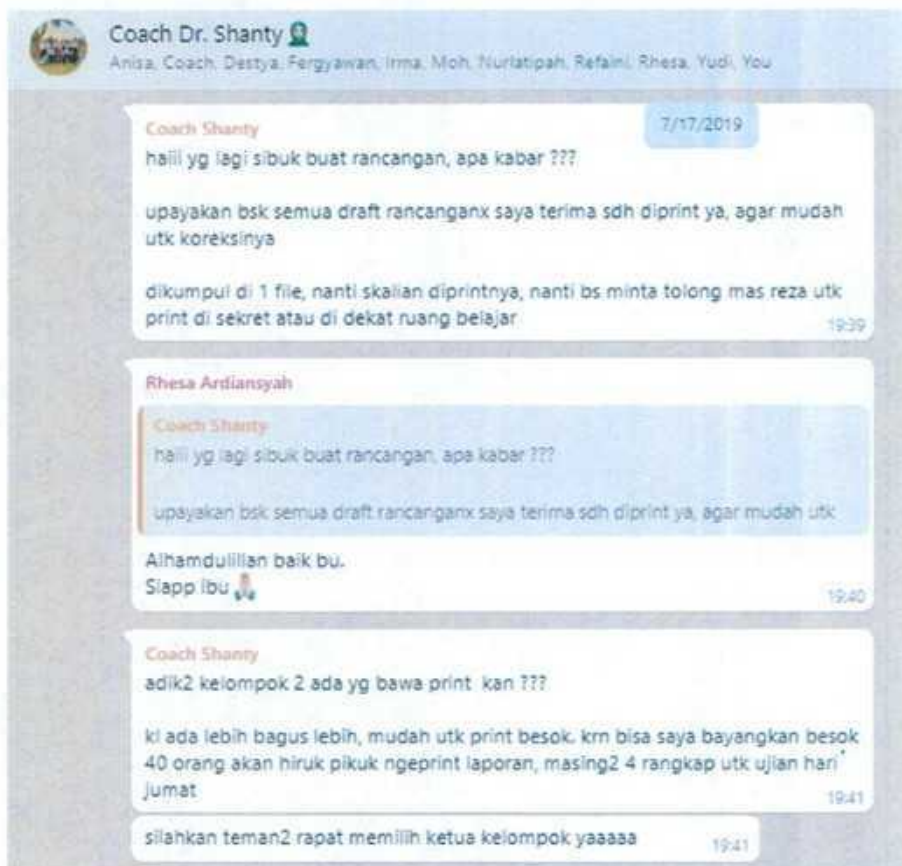 Coach Dr. Shanty
Anisa, Coach, Destya, Fergyawan, Irma, Moh, Nurlatipah, Refaini, Rhesa, Yudi, You
7/17/2019
Coach Shanty
haiii yg lagi sibuk buat rancangan, apa kabar ???
upayakan bsk semua draft rancanganx saya terima sdh diprint ya, agar mudah
utk koreksinya
dikumpul di 1 file, nanti skalian diprintnya, nanti bs minta tolong mas reza utk
print di sekret atau di dekat ruang belajar
19:39
Rhesa Ardiansyah
Coach Shanty
haiii yg lagi sibuk buat rancangan, apa kabar ???
upayakan bsk semua draft rancanganx saya terima sdh diprint ya, agar mudah utk
Alhamdulillah baik bu.
Siapp ibu 🙏
19:40
Coach Shanty
adik2 kelompok 2 ada yg bawa print kan ???
kl ada lebih bagus lebih, mudah utk print besok. krn bisa saya bayangkan besok
40 orang akan hiruk pikuk ngeprint laporan, masing2 4 rangkap utk ujian hari
jumat
19:41
silahkan teman2 rapat memilih ketua kelompok yaaaaa
19:41